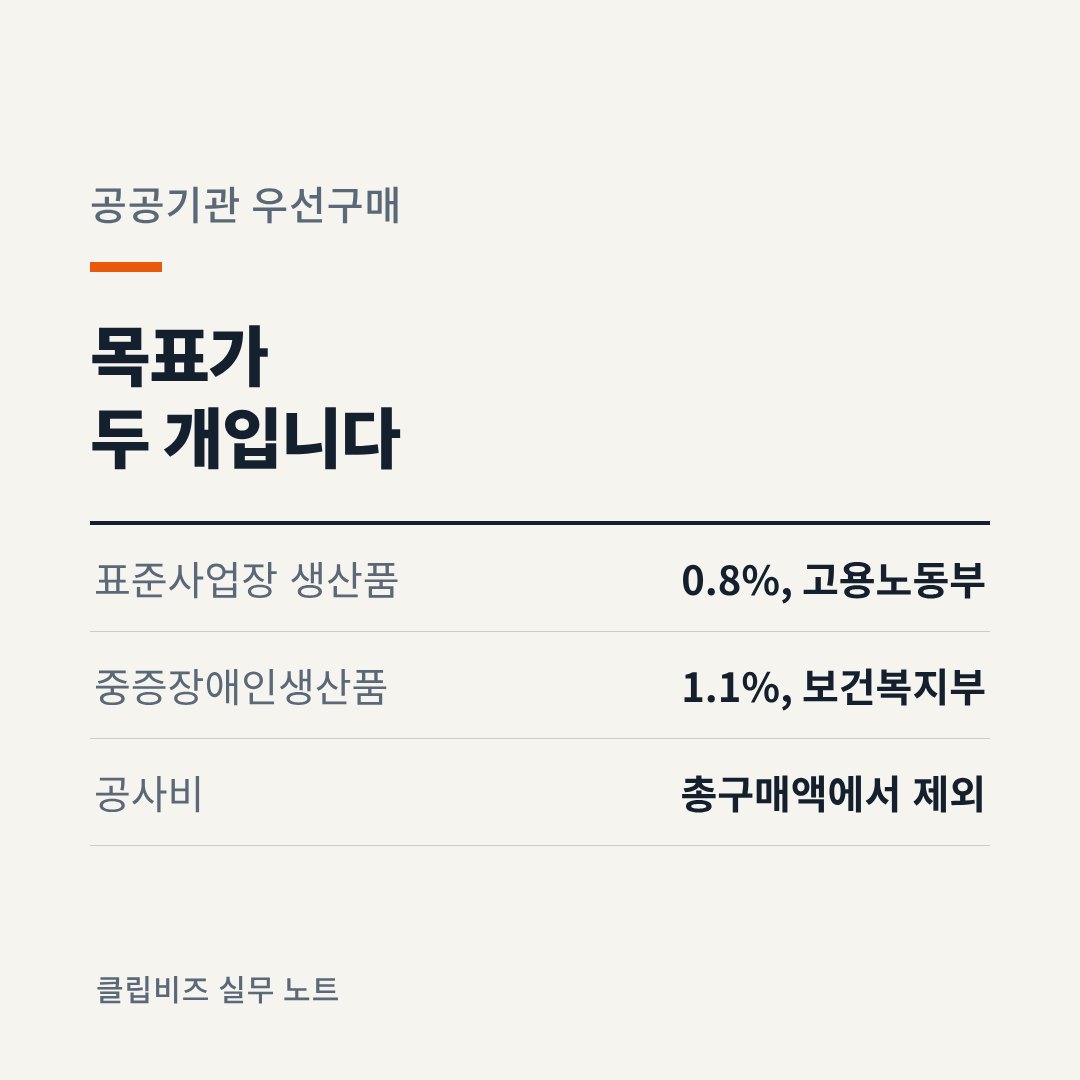 공공기관 우선구매
목표가
두 개입니다
표준사업장 생산품 0.8%, 고용노동부
중증장애인생산품 1.1%, 보건복지부
공사비 총구매액에서 제외
클립비즈 실무 노트